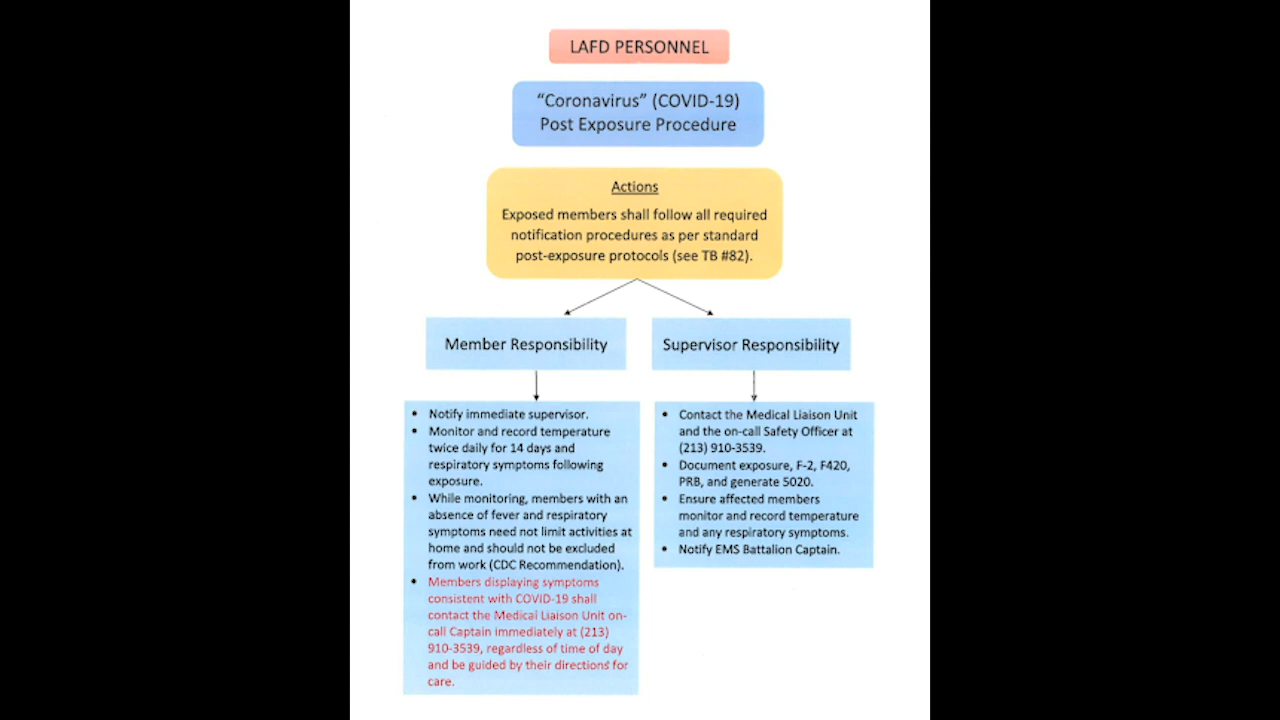 LAFD PERSONNEL
“Coronavirus” (COVID-19)
Post Exposure Procedure
Actions
Exposed members shall follow all required
notification procedures as per standard
post-exposure protocols (see TB #82).
Member Responsibility
Supervisor Responsibility
• Notify immediate supervisor.
• Monitor and record temperature
twice daily for 14 days and
respiratory symptoms following
exposure.
• While monitoring, members with an
absence of fever and respiratory
symptoms need not limit activities at
home and should not be excluded
from work (CDC Recommendation).
• Members displaying symptoms
consistent with COVID-19 shall
contact the Medical Liaison Unit on-
call Captain immediately at (213)
910-3539, regardless of time of day
and be guided by their directions for
care.
• Contact the Medical Liaison Unit
and the on-call Safety Officer at
(213) 910-3539.
• Document exposure, F-2, F420,
PRB, and generate 5020.
• Ensure affected members
monitor and record temperature
and any respiratory symptoms.
• Notify EMS Battalion Captain.